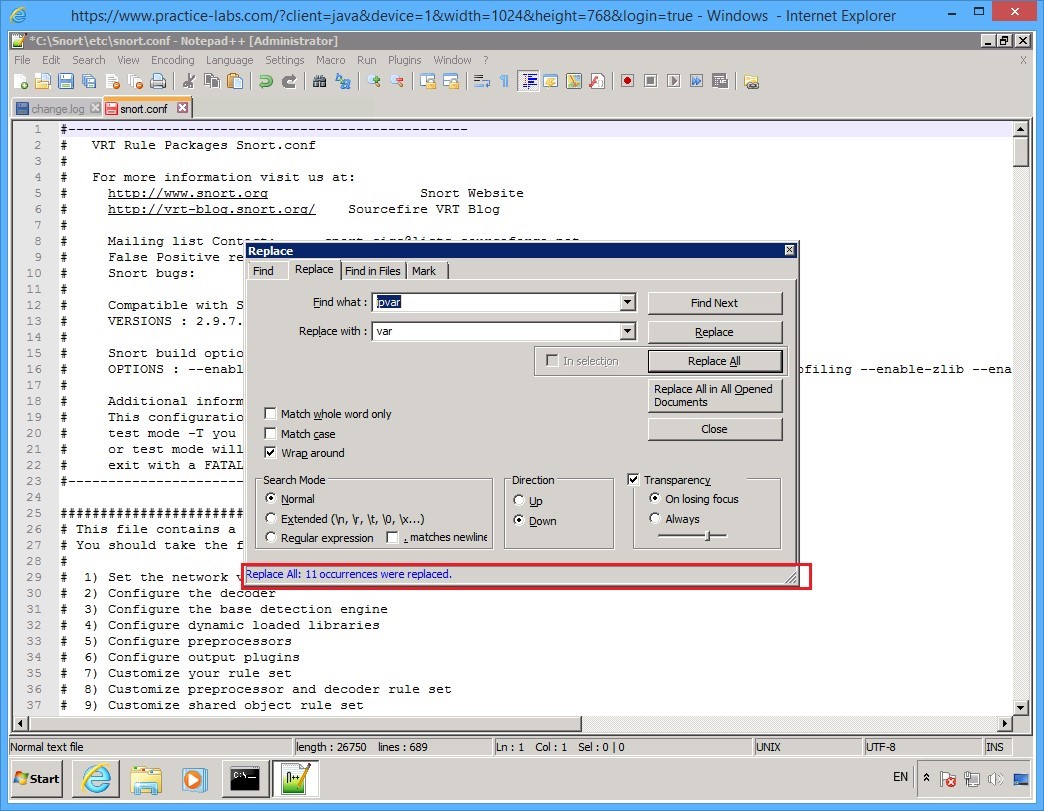 https://www.practice-labs.com/?client=java&device=1&width=1024&height=768&login=true - Windows - Internet Explorer
*C:\Snort\etc\snort.conf - Notepad++ [Administrator]
File Edit Search View Encoding Language Settings Macro Run Plugins Window ? X
change.log snort.conf
1 #--------------------------------------------------
2 # VRT Rule Packages Snort.conf
3 #
4 # For more information visit us at:
5 # http://www.snort.org Snort Website
6 # http://vrt-blog.snort.org/ Sourcefire VRT Blog
7 #
8 # Mailing list Contact: snort-sigs@lists.sourceforge.net
9 # False Positive re
10 # Snort bugs:
11 #
12 # Compatible with S
13 # VERSIONS : 2.9.7.
14 #
15 # Snort build optio
16 # OPTIONS : --enabl ofiling --enable-zlib --ena
17 #
18 # Additional inform
19 # This configuratio
20 # test mode -T you
21 # or test mode will
22 # exit with a FATAL
23 #-----------------------
24
25 #######################
26 # This file contains a
27 # You should take the f
28 #
29 # 1) Set the network v
30 # 2) Configure the decoder
31 # 3) Configure the base detection engine
32 # 4) Configure dynamic loaded libraries
33 # 5) Configure preprocessors
34 # 6) Configure output plugins
35 # 7) Customize your rule set
36 # 8) Customize preprocessor and decoder rule set
37 # 9) Customize shared object rule set
Replace
Find Replace Find in Files Mark
Find what : ipvar Find Next
Replace with : var Replace
In selection Replace All
Replace All in All Opened
Documents
Close
Match whole word only
Match case
Wrap around
Search Mode
Normal
Extended (\n, \r, \t, \0, \x...)
Regular expression . matches newline
Direction
Up
Down
Transparency
On losing focus
Always
Replace All: 11 occurrences were replaced.
Normal text file length : 26750 lines : 689 Ln : 1 Col : 1 Sel : 0 | 0 UNIX UTF-8 INS
Start C:\. n++ EN